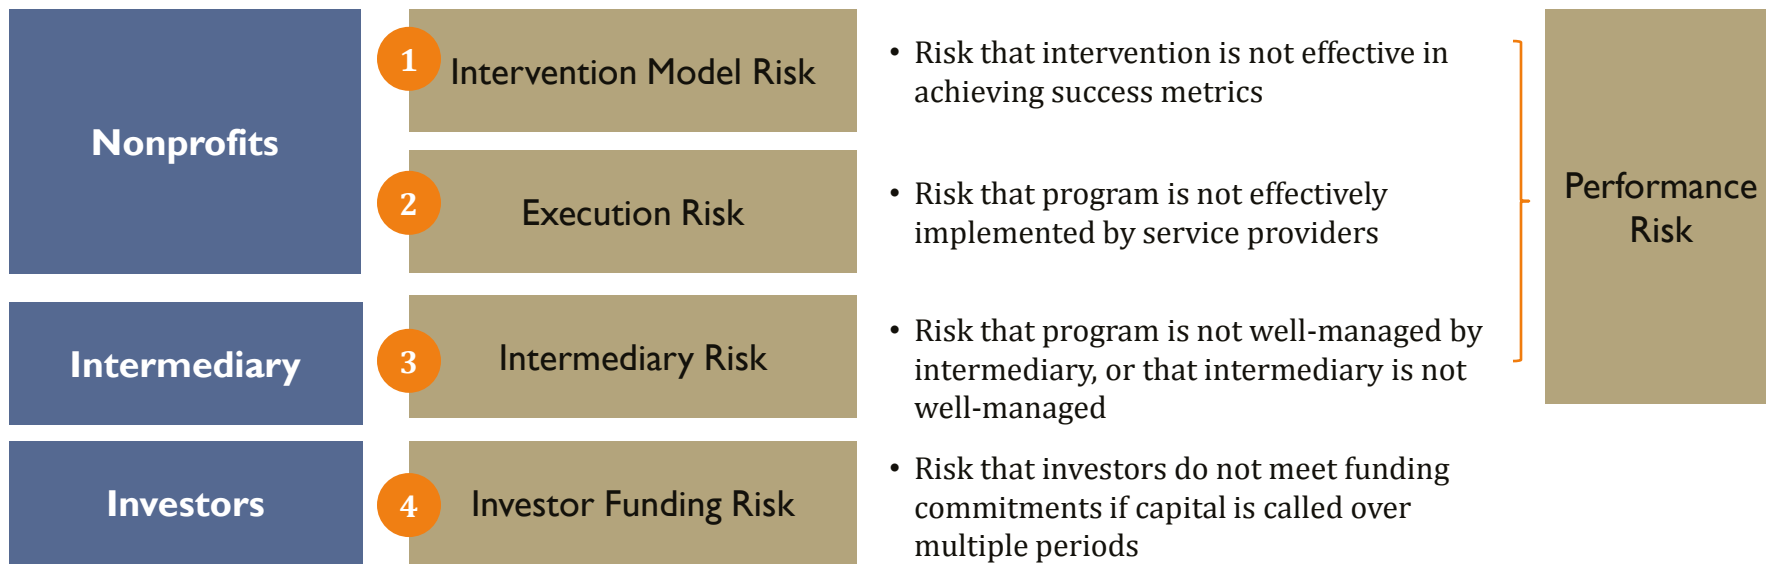 Nonprofits
1
Intervention Model Risk
• Risk that intervention is not effective in
achieving success metrics
2
Execution Risk
• Risk that program is not effectively
implemented by service providers
Performance
Risk
Intermediary
3
Intermediary Risk
• Risk that program is not well-managed by
intermediary, or that intermediary is not
well-managed
Investors
4
Investor Funding Risk
• Risk that investors do not meet funding
commitments if capital is called over
multiple periods